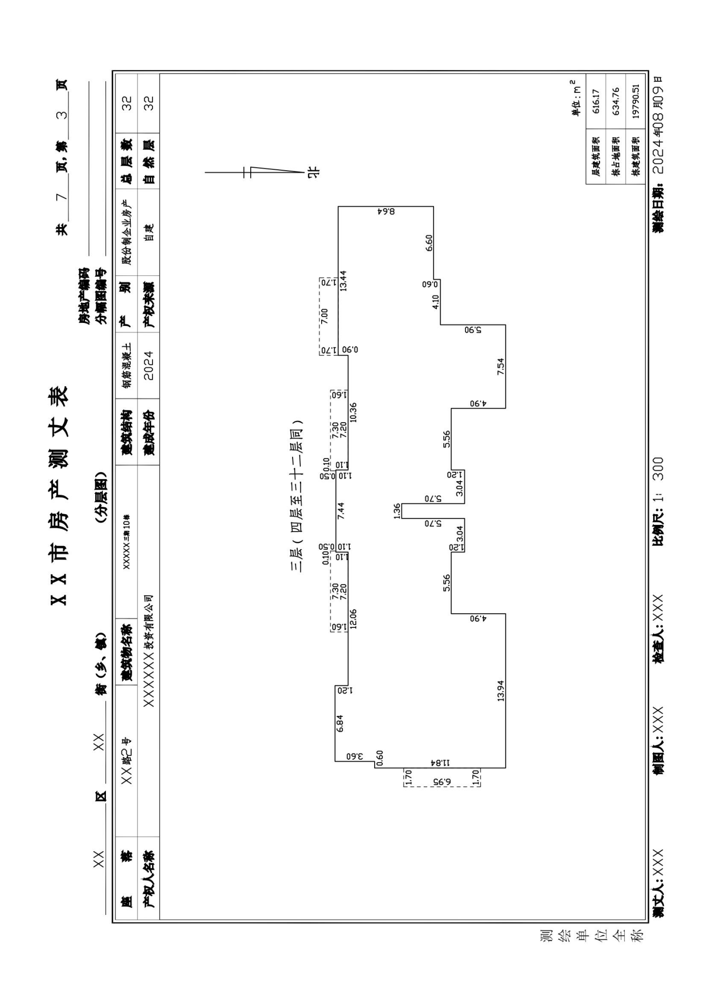 共 7 页，第 3 页
XX市房产测丈表
房地产编码
XX 区 XX 街（乡、镇） （分层图） 分幅图编号
座 落 XX路2号 建筑物名称 XXXXX三期10栋 建筑结构 钢筋混凝土 产 别 股份制企业房产 总层数 32
产权人名称 XXXXXX投资有限公司 建成年份 2024 产权来源 自建 自然层 32
北
三层(四层至三十二层同)
0.50 0.10 0.10 0.50
1.70 7.00 1.70
1.60 7.30 1.60 7.30
7.20 7.20
1.10 1.10 1.10 1.10
6.84 1.20 12.06 7.44 10.36 0.90 13.44
3.60
0.60
8.64
1.70
6.95
1.70
11.84
1.36
5.70 5.70
6.60
0.60
4.10
5.56 5.56
1.20 3.04 3.04 1.20
5.90
4.90 4.90
13.94 7.54
单位：m²
层建筑面积 616.17
栋占地面积 634.76
栋建筑面积 19790.51
测绘单位全称
测丈人：XXX 制图人：XXX 检查人：XXX 比例尺：1: 300 测绘日期：2024年08月09日